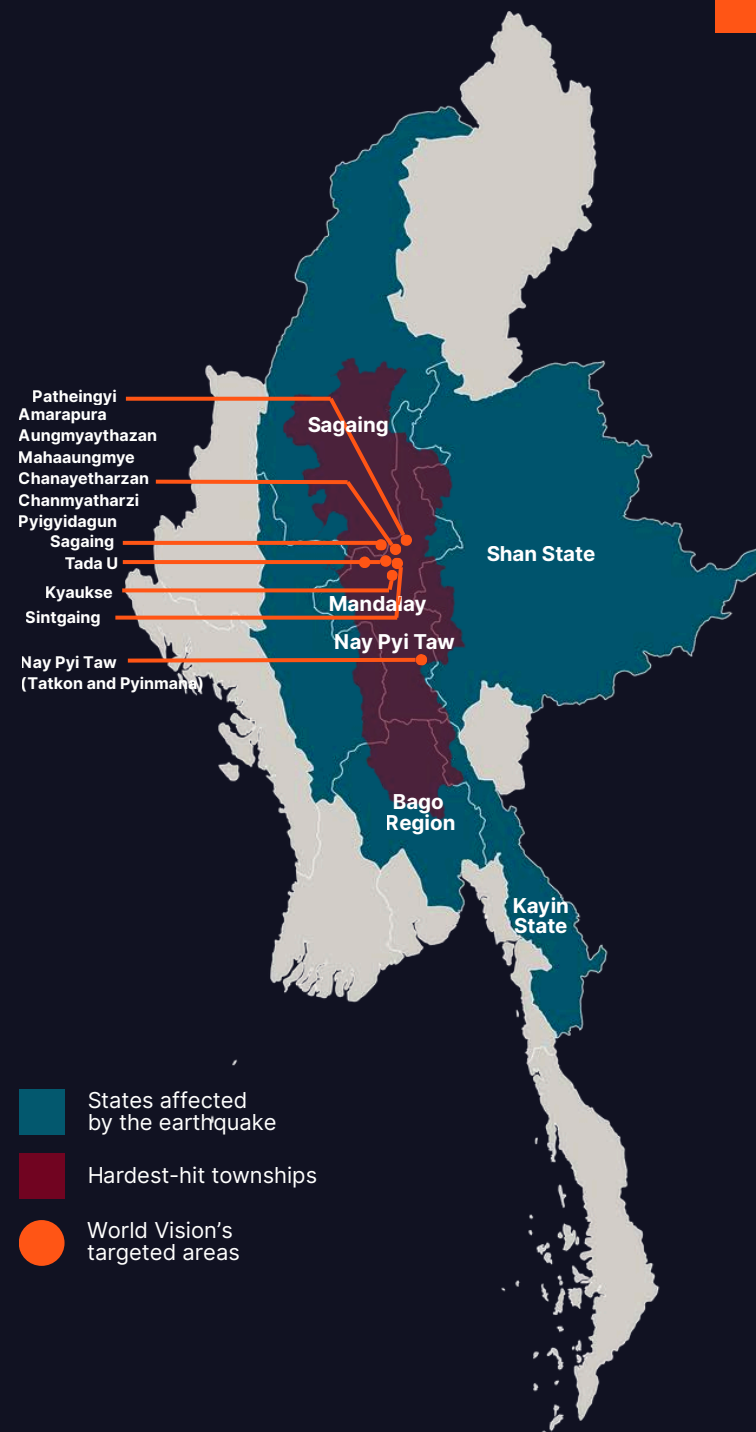 Patheingyi
Amarapura
Aungmyaythazan
Mahaaungmye
Chanayetharzan
Chanmyatharzi
Pyigyidagun
Sagaing
Tada U
Kyaukse
Sintgaing
Nay Pyi Taw
(Tatkon and Pyinmana)
Sagaing
Shan State
Mandalay
Nay Pyi Taw
Bago
Region
Kayin
State
States affected
by the earthquake
Hardest-hit townships
World Vision's
targeted areas